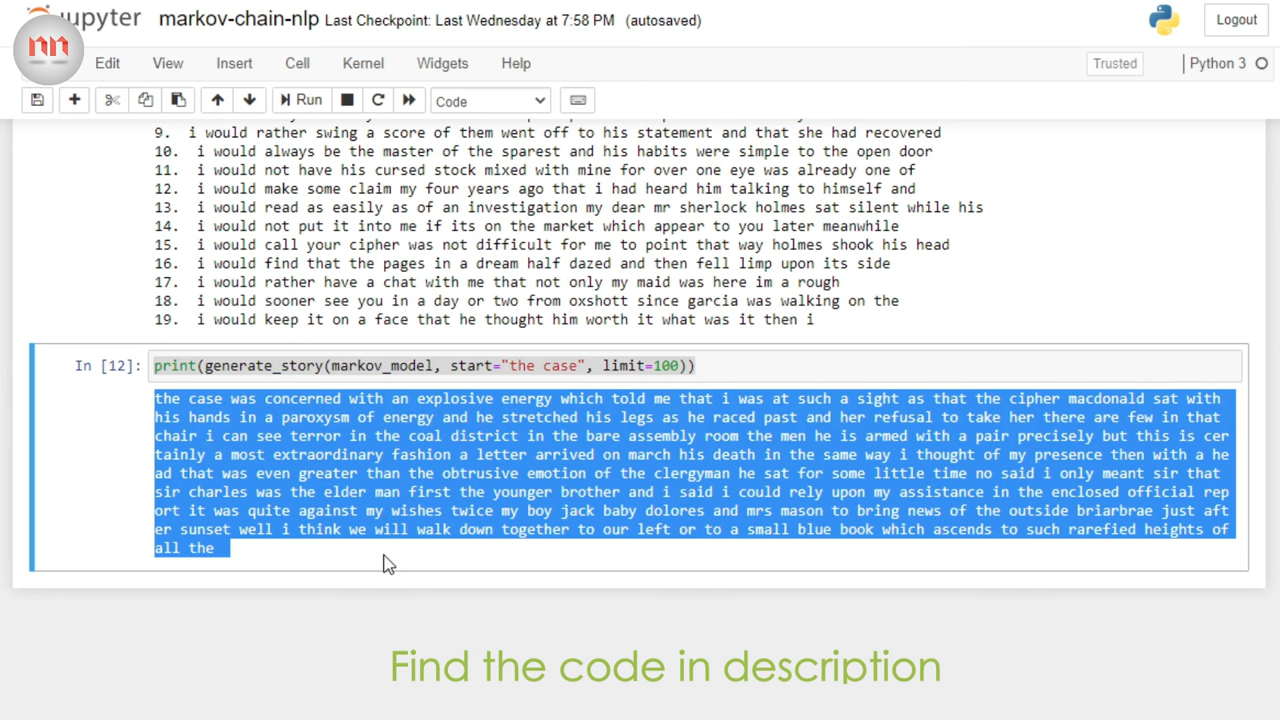 jupyter markov-chain-nlp Last Checkpoint: Last Wednesday at 7:58 PM (autosaved) Logout
nn
Edit View Insert Cell Kernel Widgets Help Trusted Python 3
Run Code
9. i would rather swing a score of them went off to his statement and that she had recovered
10. i would always be the master of the sparest and his habits were simple to the open door
11. i would not have his cursed stock mixed with mine for over one eye was already one of
12. i would make some claim my four years ago that i had heard him talking to himself and
13. i would read as easily as of an investigation my dear mr sherlock holmes sat silent while his
14. i would not put it into me if its on the market which appear to you later meanwhile
15. i would call your cipher was not difficult for me to point that way holmes shook his head
16. i would find that the pages in a dream half dazed and then fell limp upon its side
17. i would rather have a chat with me that not only my maid was here im a rough
18. i would sooner see you in a day or two from oxshott since garcia was walking on the
19. i would keep it on a face that he thought him worth it what was it then i
In [12]: print(generate_story(markov_model, start="the case", limit=100))
the case was concerned with an explosive energy which told me that i was at such a sight as that the cipher macdonald sat with
his hands in a paroxysm of energy and he stretched his legs as he raced past and her refusal to take her there are few in that
chair i can see terror in the coal district in the bare assembly room the men he is armed with a pair precisely but this is cer
tainly a most extraordinary fashion a letter arrived on march his death in the same way i thought of my presence then with a he
ad that was even greater than the obtrusive emotion of the clergyman he sat for some little time no said i only meant sir that
sir charles was the elder man first the younger brother and i said i could rely upon my assistance in the enclosed official rep
ort it was quite against my wishes twice my boy jack baby dolores and mrs mason to bring news of the outside briarbrae just aft
er sunset well i think we will walk down together to our left or to a small blue book which ascends to such rarefied heights of
all the
Find the code in description